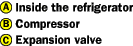 A Inside the refrigerator
B Compressor
C Expansion valve